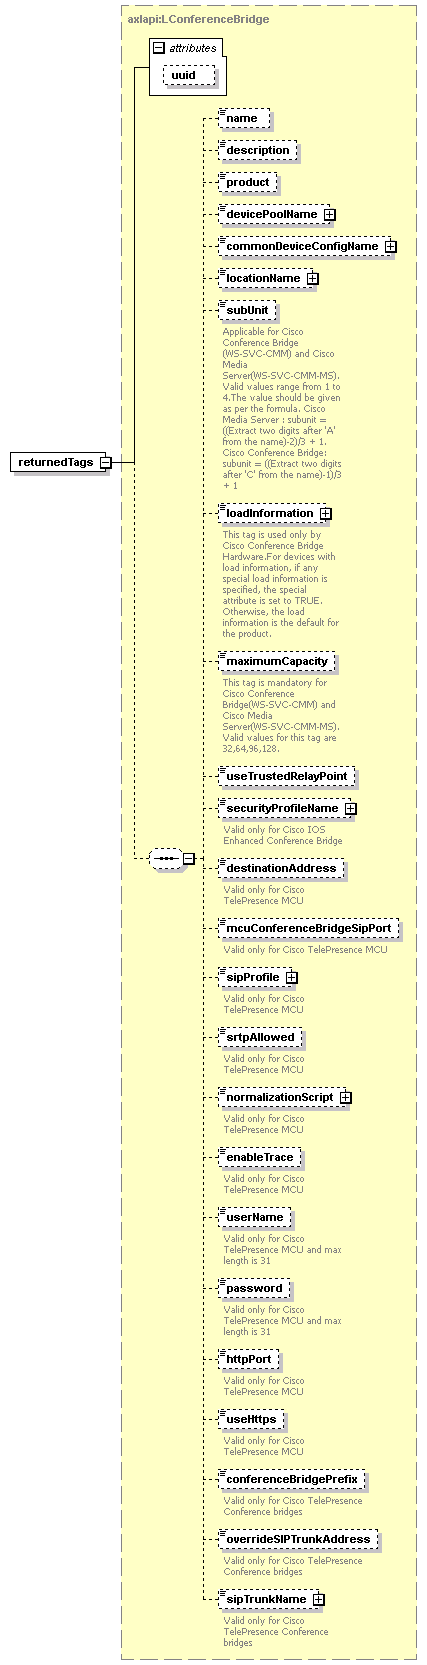 axlapi:LConferenceBridge
attributes
uuid
name
description
product
devicePoolName
commonDeviceConfigName
locationName
subUnit
Applicable for Cisco
Conference Bridge
(WS-SVC-CMM) and Cisco
Media
Server(WS-SVC-CMM-MS).
Valid values range from 1 to
4.The value should be given
as per the formula. Cisco
Media Server : subunit =
((Extract two digits after 'A'
from the name)-2)/3 + 1.
Cisco Conference Bridge:
subunit = ((Extract two digits
after 'C' from the name)-1)/3
+ 1
returnedTags
loadInformation
This tag is used only by
Cisco Conference Bridge
Hardware.For devices with
load information, if any
special load information is
specified, the special
attribute is set to TRUE.
Otherwise, the load
information is the default for
the product.
maximumCapacity
This tag is mandatory for
Cisco Conference
Bridge(WS-SVC-CMM) and
Cisco Media
Server(WS-SVC-CMM-MS).
Valid values for this tag are
32,64,96,128.
useTrustedRelayPoint
securityProfileName
Valid only for Cisco IOS
Enhanced Conference Bridge
destinationAddress
Valid only for Cisco
TelePresence MCU
mcuConferenceBridgeSipPort
Valid only for Cisco TelePresence MCU
sipProfile
Valid only for Cisco
TelePresence MCU
srtpAllowed
Valid only for Cisco
TelePresence MCU
normalizationScript
Valid only for Cisco
TelePresence MCU
enableTrace
Valid only for Cisco
TelePresence MCU
userName
Valid only for Cisco
TelePresence MCU and max
length is 31
password
Valid only for Cisco
TelePresence MCU and max
length is 31
httpPort
Valid only for Cisco
TelePresence MCU
useHttps
Valid only for Cisco
TelePresence MCU
conferenceBridgePrefix
Valid only for Cisco TelePresence
Conference bridges
overrideSIPTrunkAddress
Valid only for Cisco TelePresence
Conference bridges
sipTrunkName
Valid only for Cisco
TelePresence Conference
bridges